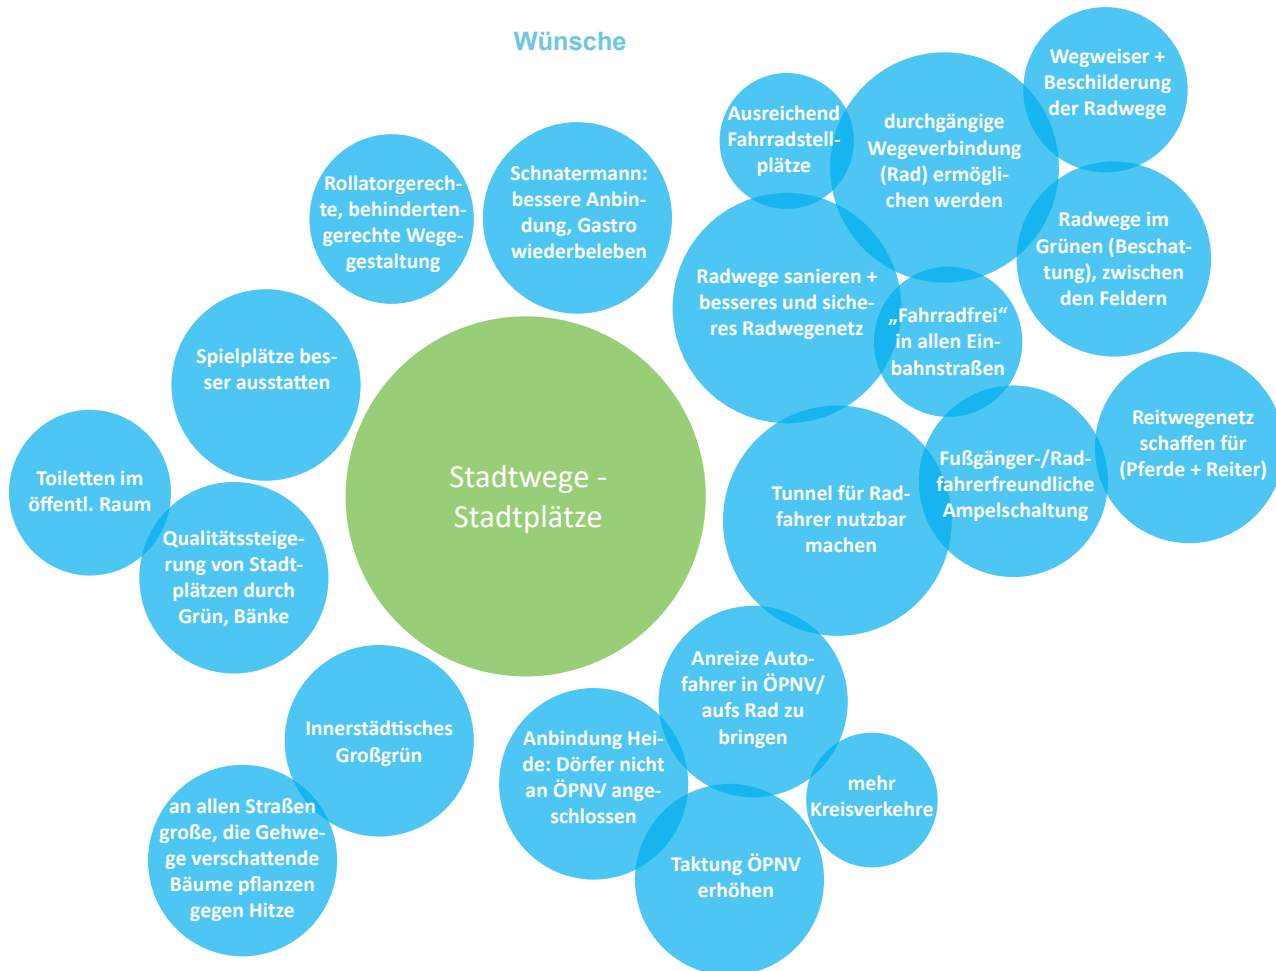 Wünsche
Wegweiser +
Beschilderung
der Radwege
Ausreichend
Fahrradstell-
plätze
durchgängige
Wegeverbindung
(Rad) ermögli-
chen werden
Rollatorgerech-
te, behinderten-
gerechte Wege-
gestaltung
Schnatermann:
bessere Anbin-
dung, Gastro
wiederbeleben
Radwege im
Grünen (Beschat-
tung), zwischen
den Feldern
Radwege sanieren +
besseres und siche-
res Radwegenetz
„Fahrradfrei“
in allen Ein-
bahnstraßen
Spielplätze bes-
ser ausstatten
Reitwegenetz
schaffen für
(Pferde + Reiter)
Toiletten im
öffentl. Raum
Stadtwege -
Stadtplätze
Tunnel für Rad-
fahrer nutzbar
machen
Fußgänger-/Rad-
fahrerfreundliche
Ampelschaltung
Qualitätssteige-
rung von Stadt-
plätzen durch
Grün, Bänke
Anreize Auto-
fahrer in ÖPNV/
aufs Rad zu
bringen
Innerstädtisches
Großgrün
Anbindung Hei-
de: Dörfer nicht
an ÖPNV ange-
schlossen
mehr
Kreisverkehre
an allen Straßen
große, die Gehwe-
ge verschattende
Bäume pflanzen
gegen Hitze
Taktung ÖPNV
erhöhen